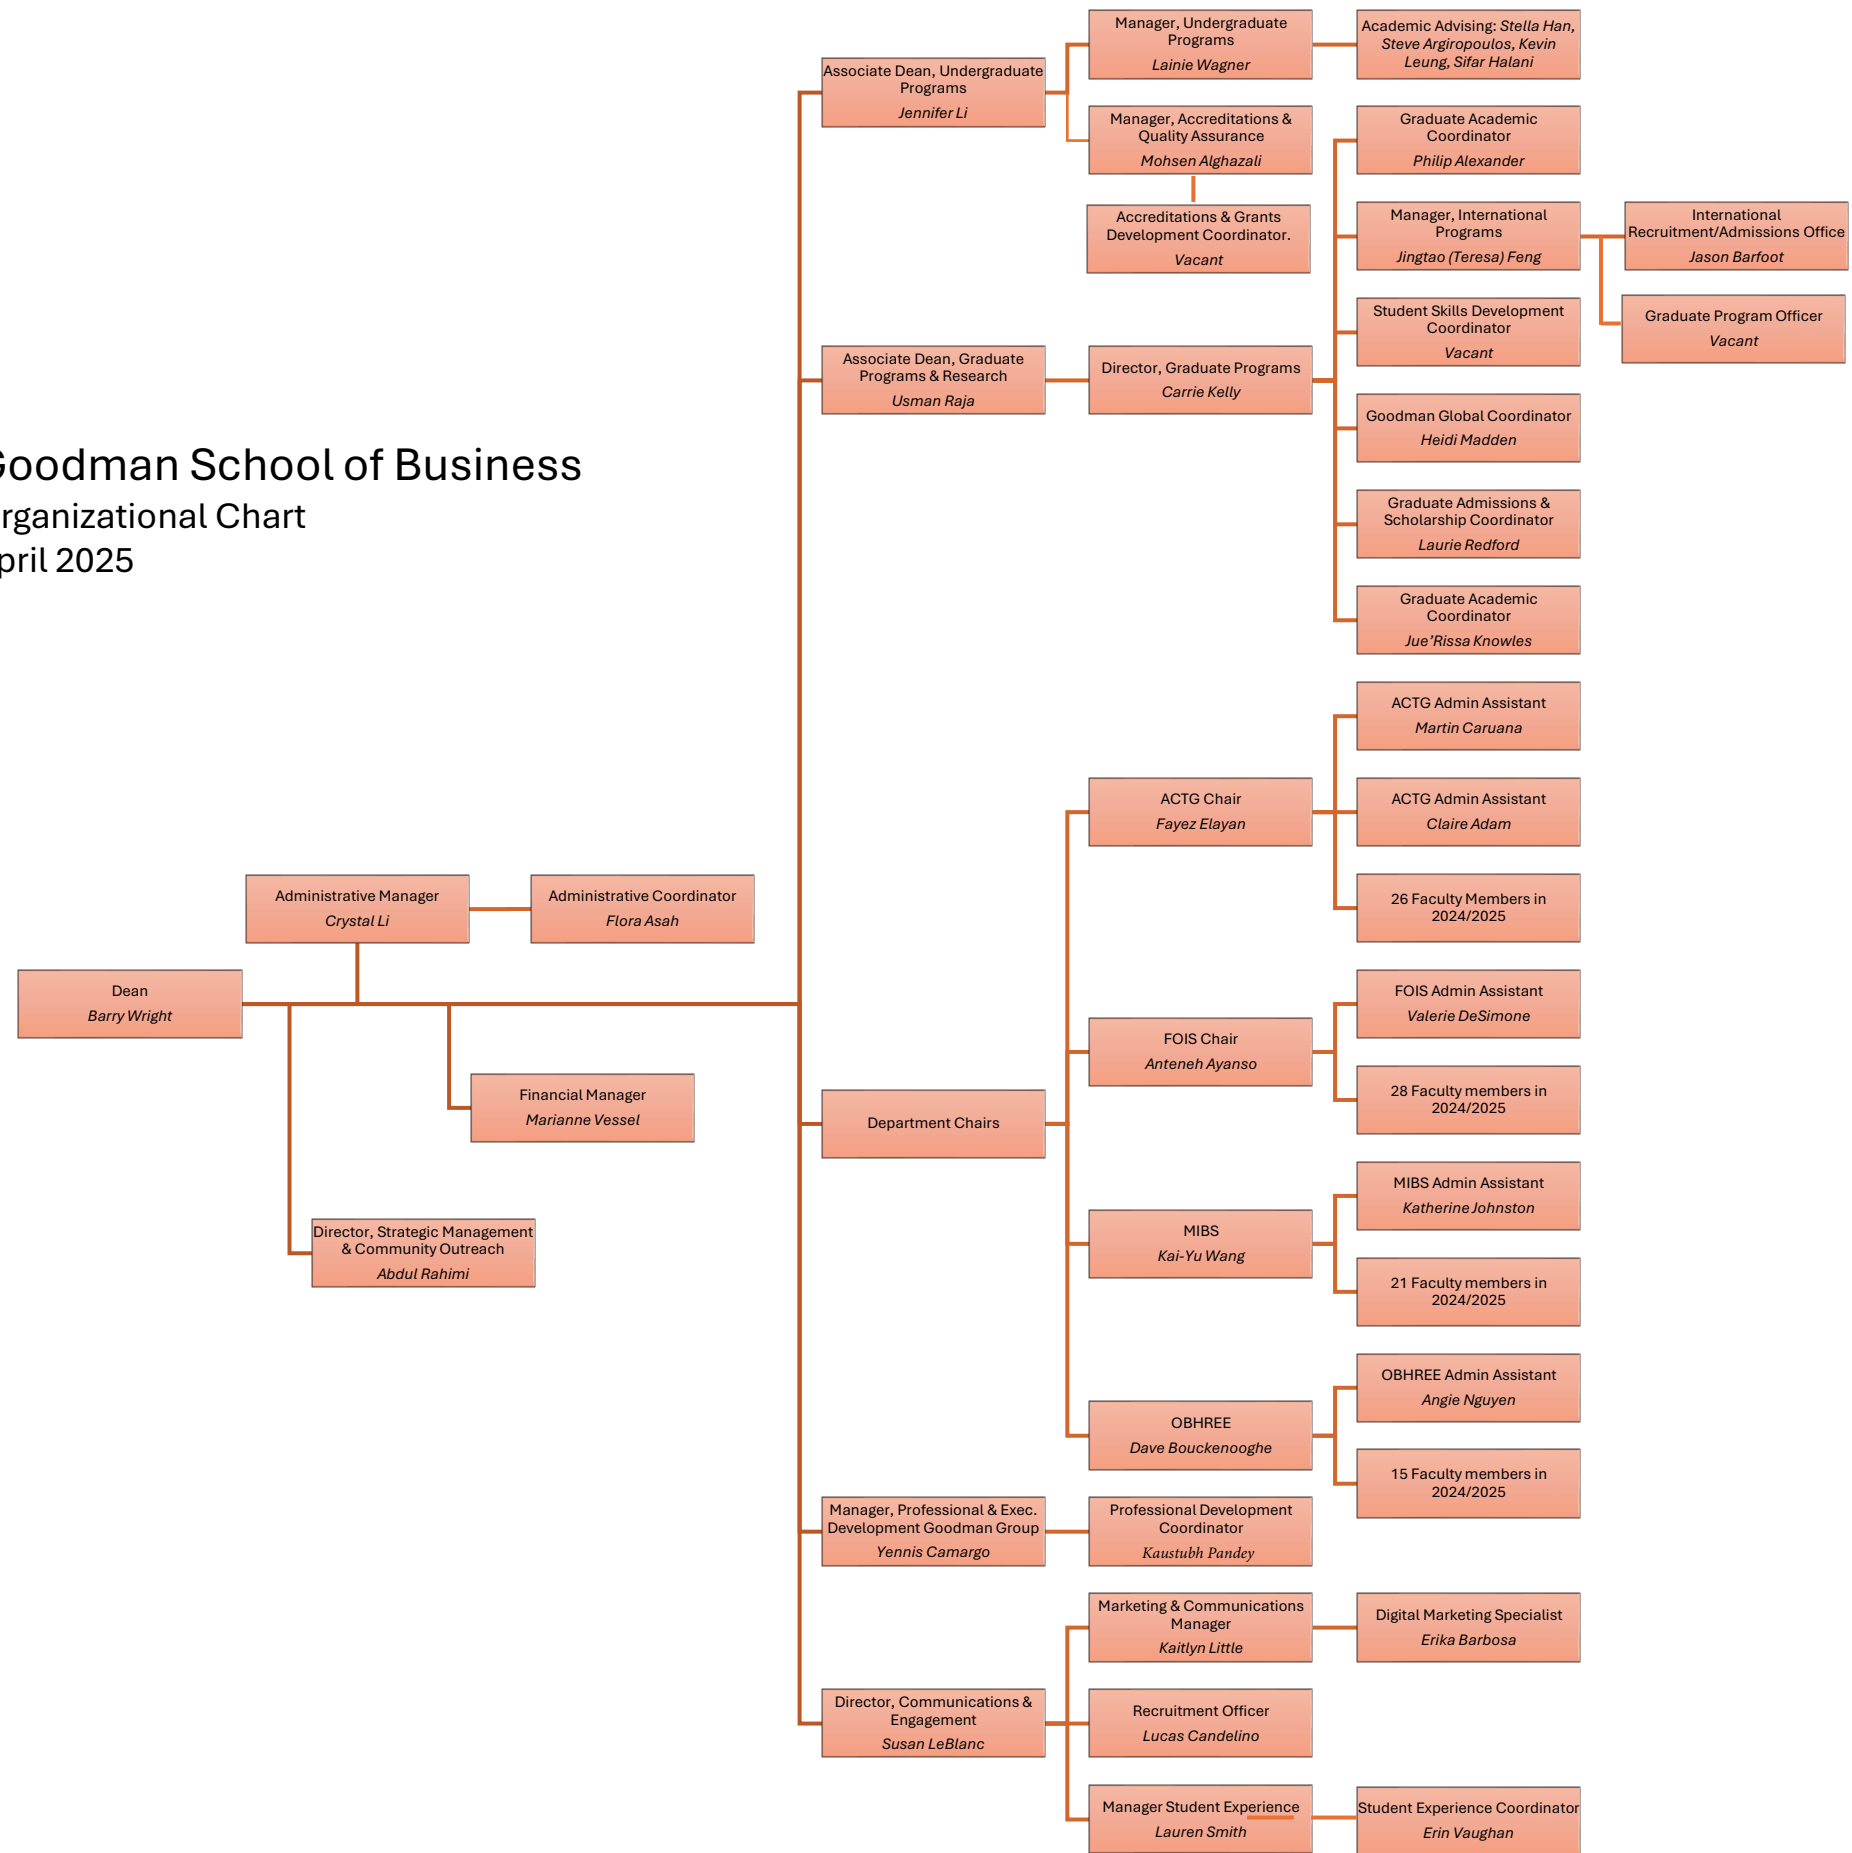 Goodman School of Business
rganizational Chart
pril 2025
Dean
Barry Wright
Administrative Manager
Crystal Li
Administrative Coordinator
Flora Asah
Financial Manager
Marianne Vessel
Director, Strategic Management
& Community Outreach
Abdul Rahimi
Associate Dean, Undergraduate
Programs
Jennifer Li
Manager, Undergraduate
Programs
Lainie Wagner
Academic Advising: Stella Han,
Steve Argiropoulos, Kevin
Leung, Sifar Halani
Manager, Accreditations &
Quality Assurance
Mohsen Alghazali
Accreditations & Grants
Development Coordinator.
Vacant
Associate Dean, Graduate
Programs & Research
Usman Raja
Director, Graduate Programs
Carrie Kelly
Graduate Academic
Coordinator
Philip Alexander
Manager, International
Programs
Jingtao (Teresa) Feng
International
Recruitment/Admissions Office
Jason Barfoot
Graduate Program Officer
Vacant
Student Skills Development
Coordinator
Vacant
Goodman Global Coordinator
Heidi Madden
Graduate Admissions &
Scholarship Coordinator
Laurie Redford
Graduate Academic
Coordinator
Jue’Rissa Knowles
Department Chairs
ACTG Chair
Fayez Elayan
ACTG Admin Assistant
Martin Caruana
ACTG Admin Assistant
Claire Adam
26 Faculty Members in
2024/2025
FOIS Chair
Anteneh Ayanso
FOIS Admin Assistant
Valerie DeSimone
28 Faculty members in
2024/2025
MIBS
Kai-Yu Wang
MIBS Admin Assistant
Katherine Johnston
21 Faculty members in
2024/2025
OBHREE
Dave Bouckenooghe
OBHREE Admin Assistant
Angie Nguyen
15 Faculty members in
2024/2025
Manager, Professional & Exec.
Development Goodman Group
Yennis Camargo
Professional Development
Coordinator
Kaustubh Pandey
Director, Communications &
Engagement
Susan LeBlanc
Marketing & Communications
Manager
Kaitlyn Little
Digital Marketing Specialist
Erika Barbosa
Recruitment Officer
Lucas Candelino
Manager Student Experience
Lauren Smith
Student Experience Coordinator
Erin Vaughan